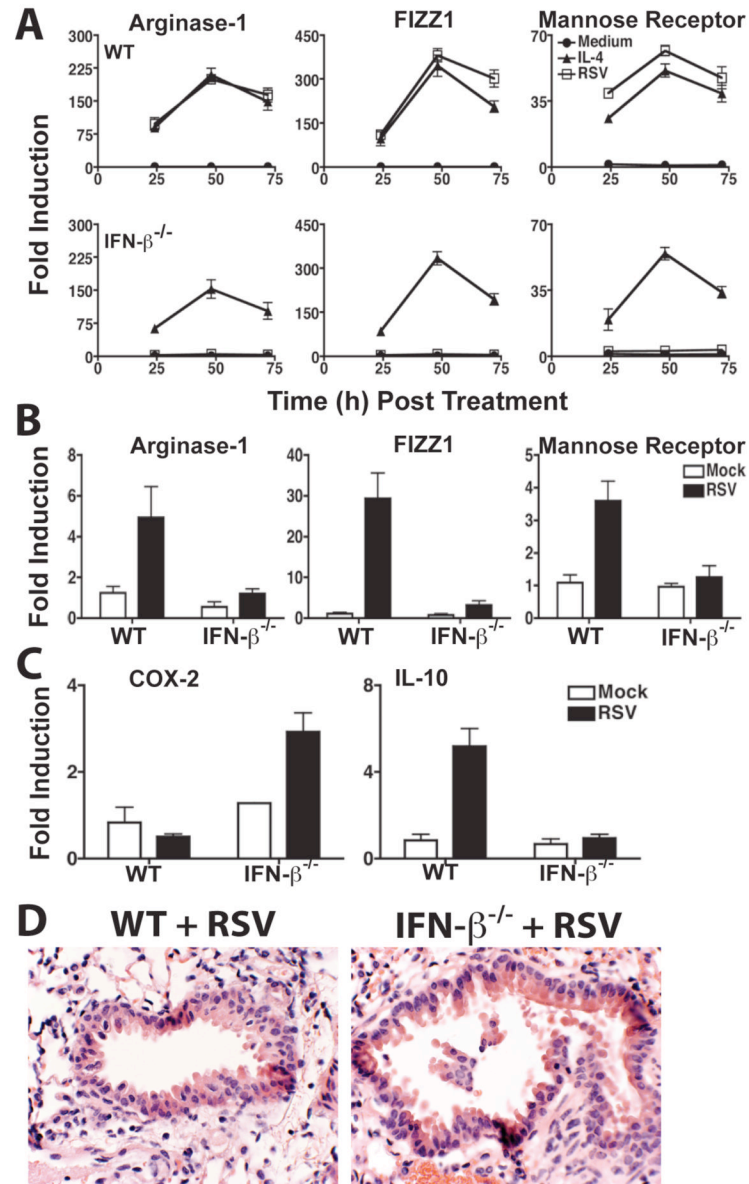 A
Arginase-1
FIZZ1
Mannose Receptor
WT
Medium
IL-4
RSV
300
225
150
75
0
0 25 50 75
450
300
150
0
0 25 50 75
70
35
0
0 25 50 75
Fold Induction
IFN-β-/-
300
225
150
75
0
0 25 50 75
450
300
150
0
0 25 50 75
70
35
0
0 25 50 75
Time (h) Post Treatment
B
Arginase-1
FIZZ1
Mannose Receptor
Mock
RSV
Fold Induction
8
6
4
2
0
WT IFN-β-/-
40
30
20
10
0
WT IFN-β-/-
5
4
3
2
1
0
WT IFN-β-/-
C
COX-2
IL-10
Mock
RSV
Fold Induction
4
2
0
WT IFN-β-/-
8
4
0
WT IFN-β-/-
D
WT + RSV
IFN-β-/- + RSV